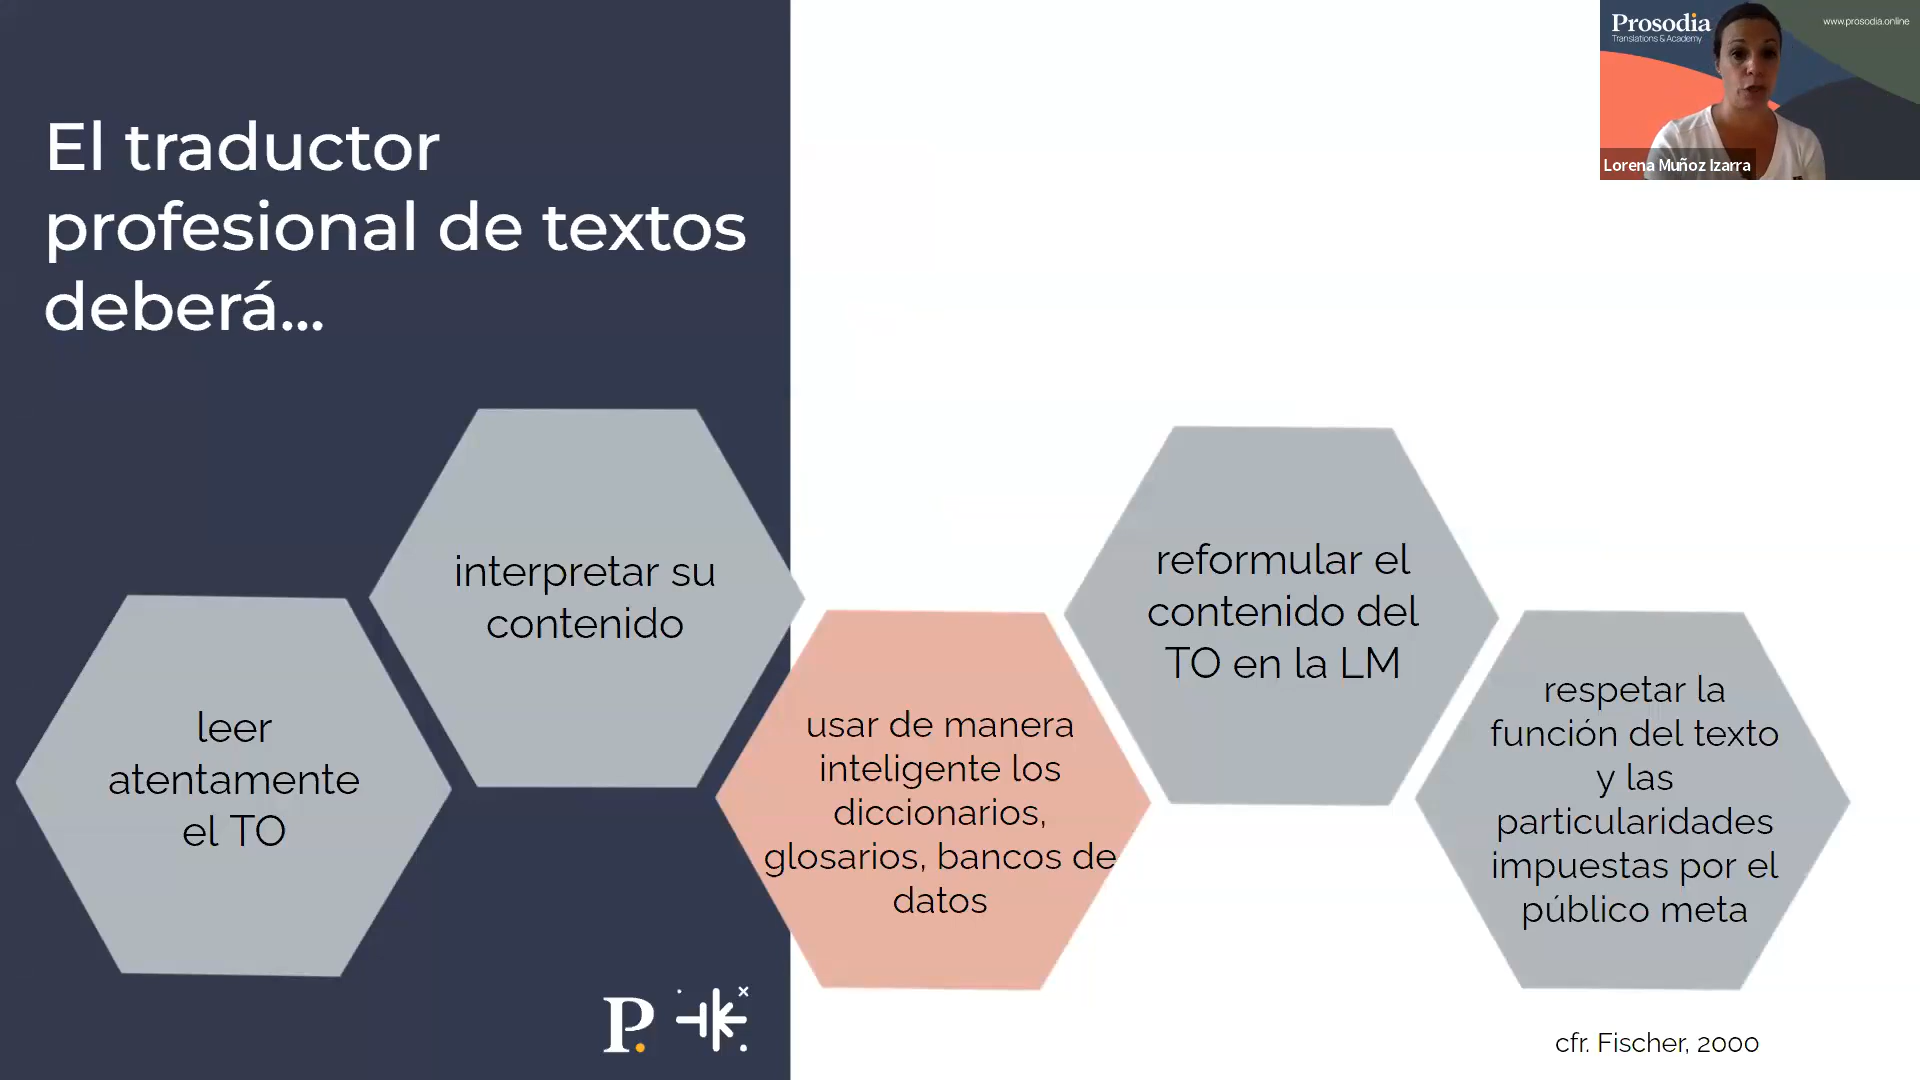 El traductor
profesional de textos
deberá...
leer
atentamente
el TO
interpretar su
contenido
usar de manera
inteligente los
diccionarios,
glosarios, bancos de
datos
reformular el
contenido del
TO en la LM
respetar la
función del texto
y las
particularidades
impuestas por el
público meta
cfr. Fischer, 2000
P.
Prosodia
Translations & Academy
www.prosodia.online
Lorena Muñoz Izarra